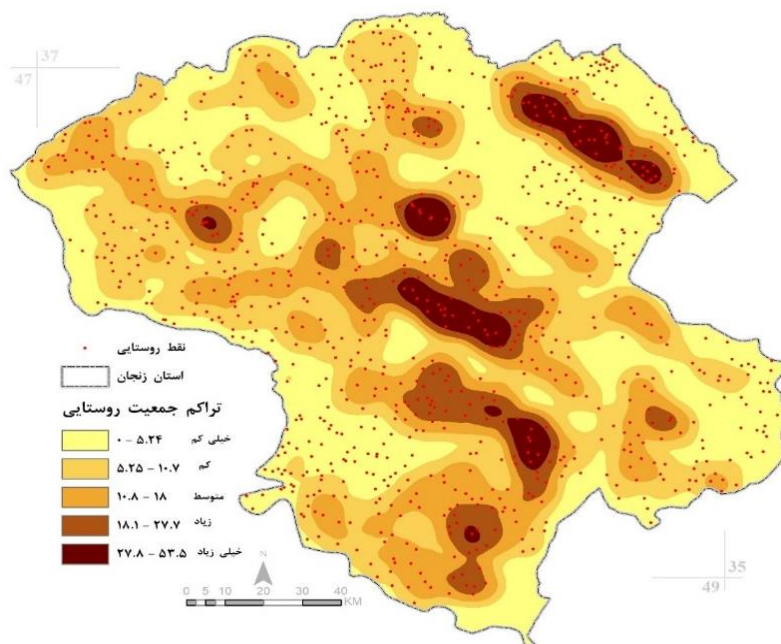 37
47
نقط روستایی
استان زنجان
تراکم جمعیت روستایی
خیلی کم ۰ - ۵.۲۴
کم ۵.۲۵ - ۱۰.۷
متوسط ۱۰.۸ - ۱۸
زیاد ۱۸.۱ - ۲۷.۷
خیلی زیاد ۲۷.۸ - ۵۳.۵
N
0 5 10 20 30 40
KM
35
49